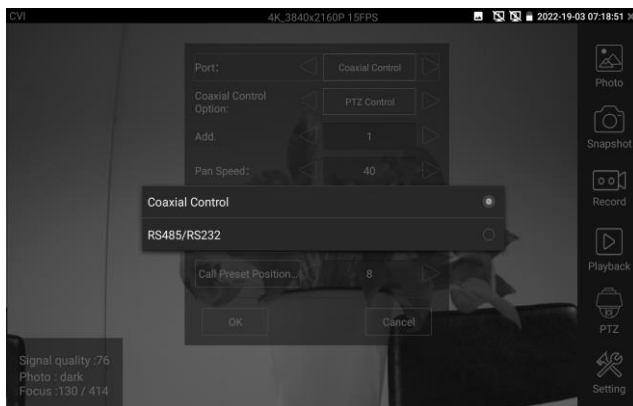 CVI 4K_3840x2160P 15FPS 2022-19-03 07:18:51
Port: Coaxial Control
Coaxial Control
Option: PTZ Control
Add. 1
Pan Speed: 40
Coaxial Control
RS485/RS232
Call Preset Position... 8
OK Cancel
Photo
Snapshot
Record
Playback
PTZ
Setting
Signal quality :76
Photo : dark
Focus :130 / 414